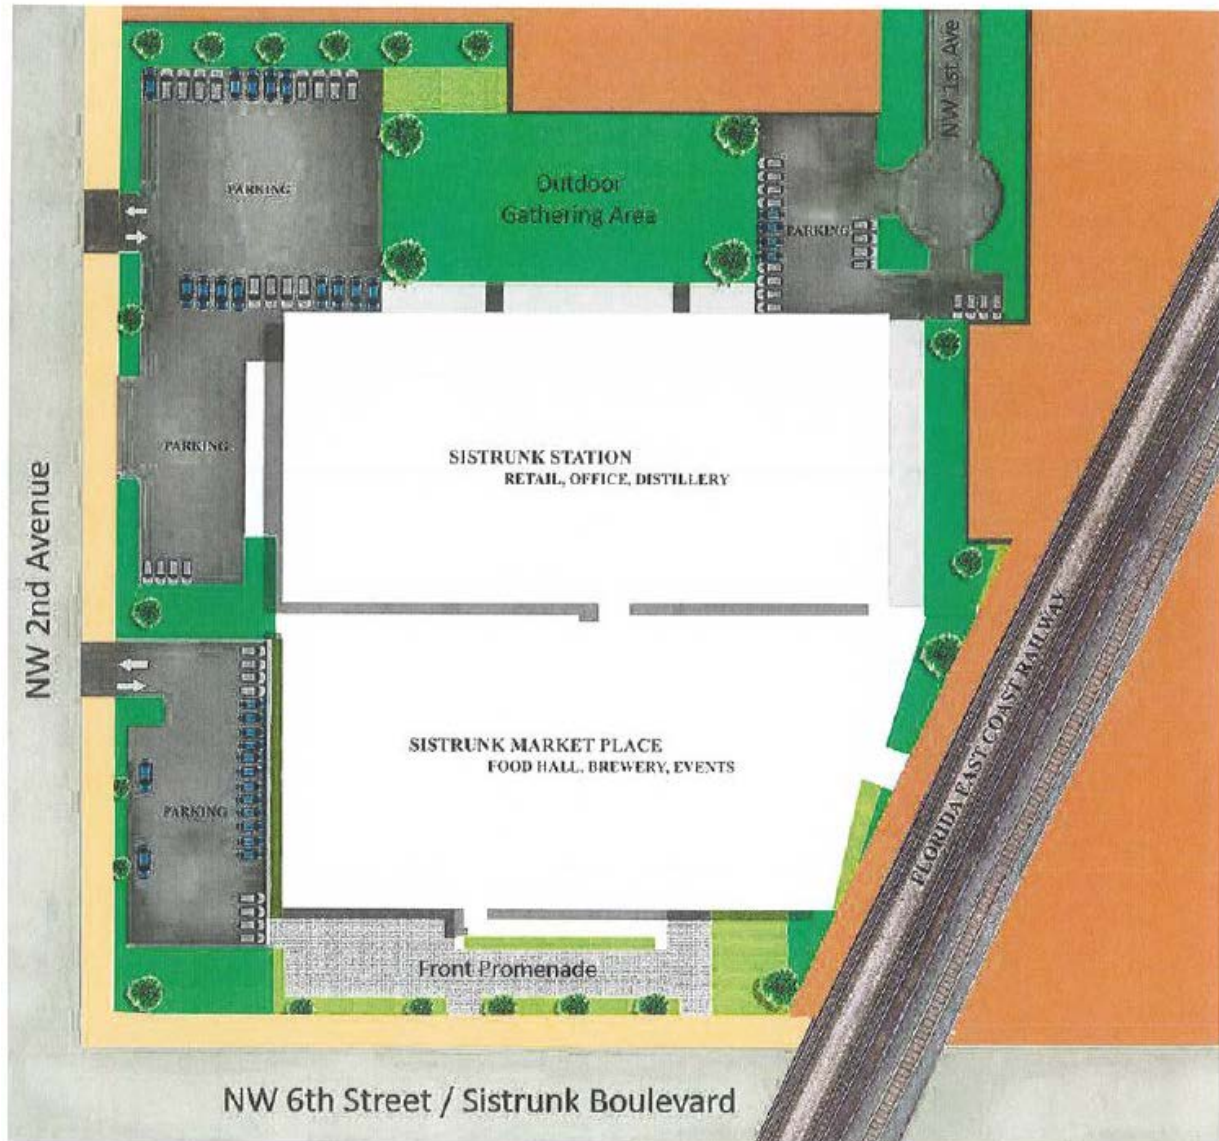 NW 1st Ave
Outdoor
Gathering Area
PARKING
PARKING
PARKING
SISTRUNK STATION
RETAIL, OFFICE, DISTILLERY
NW 2nd Avenue
SISTRUNK MARKET PLACE
FOOD HALL, BREWERY, EVENTS
PARKING
FLORIDA EAST COAST RAILWAY
Front Promenade
NW 6th Street / Sistrunk Boulevard